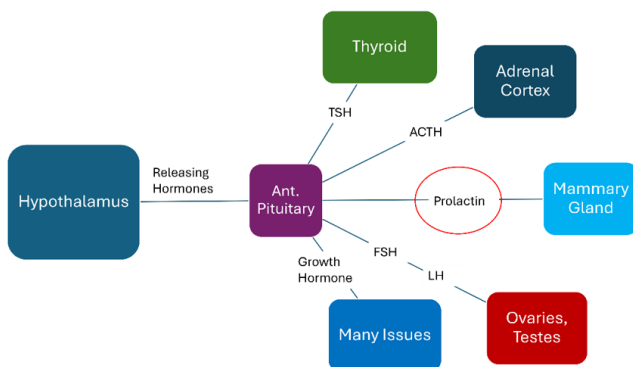 Thyroid
Adrenal
Cortex
TSH
ACTH
Releasing
Hormones
Hypothalamus
Ant.
Pituitary
Prolactin
Mammary
Gland
Growth
Hormone
FSH
LH
Many Issues
Ovaries,
Testes